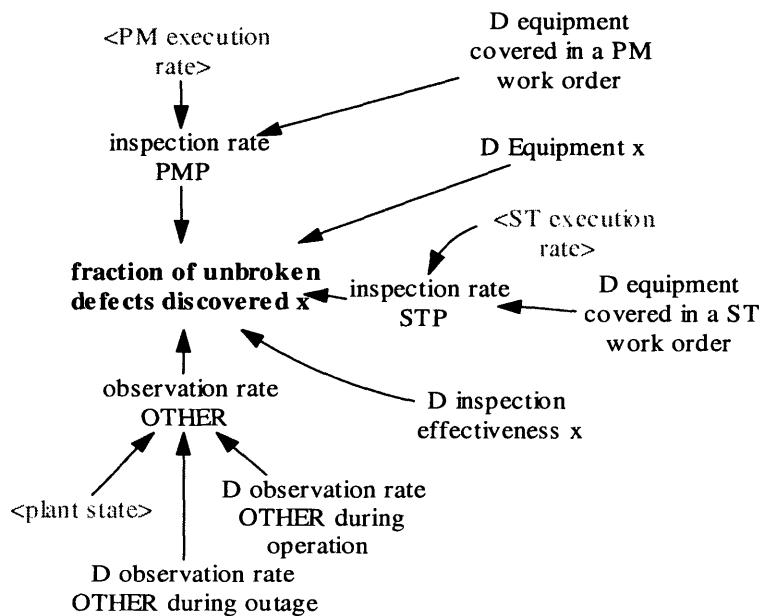 <PM execution
rate>
D equipment
covered in a PM
work order
inspection rate
PMP
D Equipment x
<ST execution
rate>
fraction of unbroken
defects discovered x
inspection rate
STP
D equipment
covered in a ST
work order
observation rate
OTHER
D inspection
effectiveness x
<plant state>
D observation rate
OTHER during
operation
D observation rate
OTHER during outage